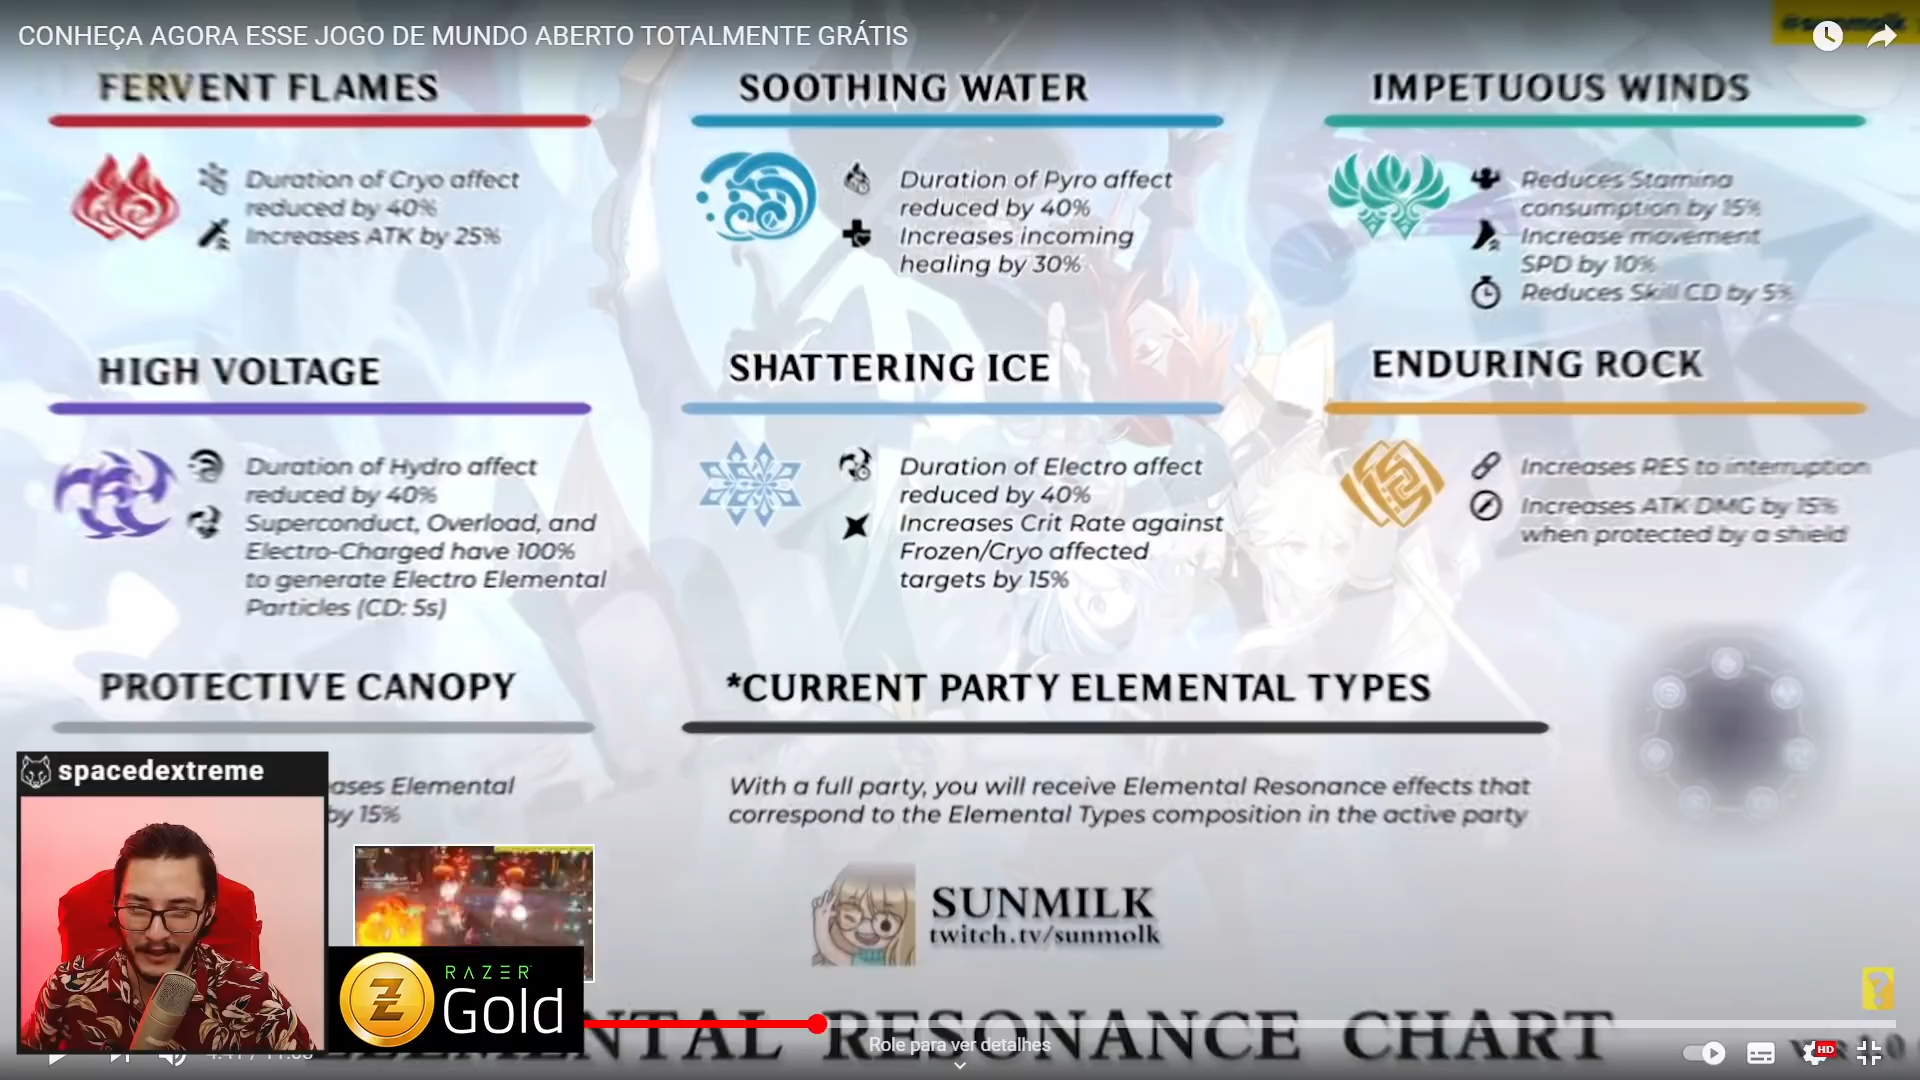 CONHEÇA AGORA ESSE JOGO DE MUNDO ABERTO TOTALMENTE GRÁTIS
FERVENT FLAMES
Duration of Cryo affect
reduced by 40%
Increases ATK by 25%
SOOTHING WATER
Duration of Pyro affect
reduced by 40%
Increases incoming
healing by 30%
IMPETUOUS WINDS
Reduces Stamina
consumption by 15%
Increase movement
SPD by 10%
Reduces Skill CD by 5%
HIGH VOLTAGE
Duration of Hydro affect
reduced by 40%
Superconduct, Overload, and
Electro-Charged have 100%
to generate Electro Elemental
Particles (CD: 5s)
SHATTERING ICE
Duration of Electro affect
reduced by 40%
Increases Crit Rate against
Frozen/Cryo affected
targets by 15%
ENDURING ROCK
Increases RES to interruption
Increases ATK DMG by 15%
when protected by a shield
PROTECTIVE CANOPY
ases Elemental
by 15%
*CURRENT PARTY ELEMENTAL TYPES
With a full party, you will receive Elemental Resonance effects that
correspond to the Elemental Types composition in the active party
spacedextreme
SUNMILK
twitch.tv/sunmolk
RAZER
Gold
ELEMENTAL RESONANCE CHART
Role para ver detalhes
HD